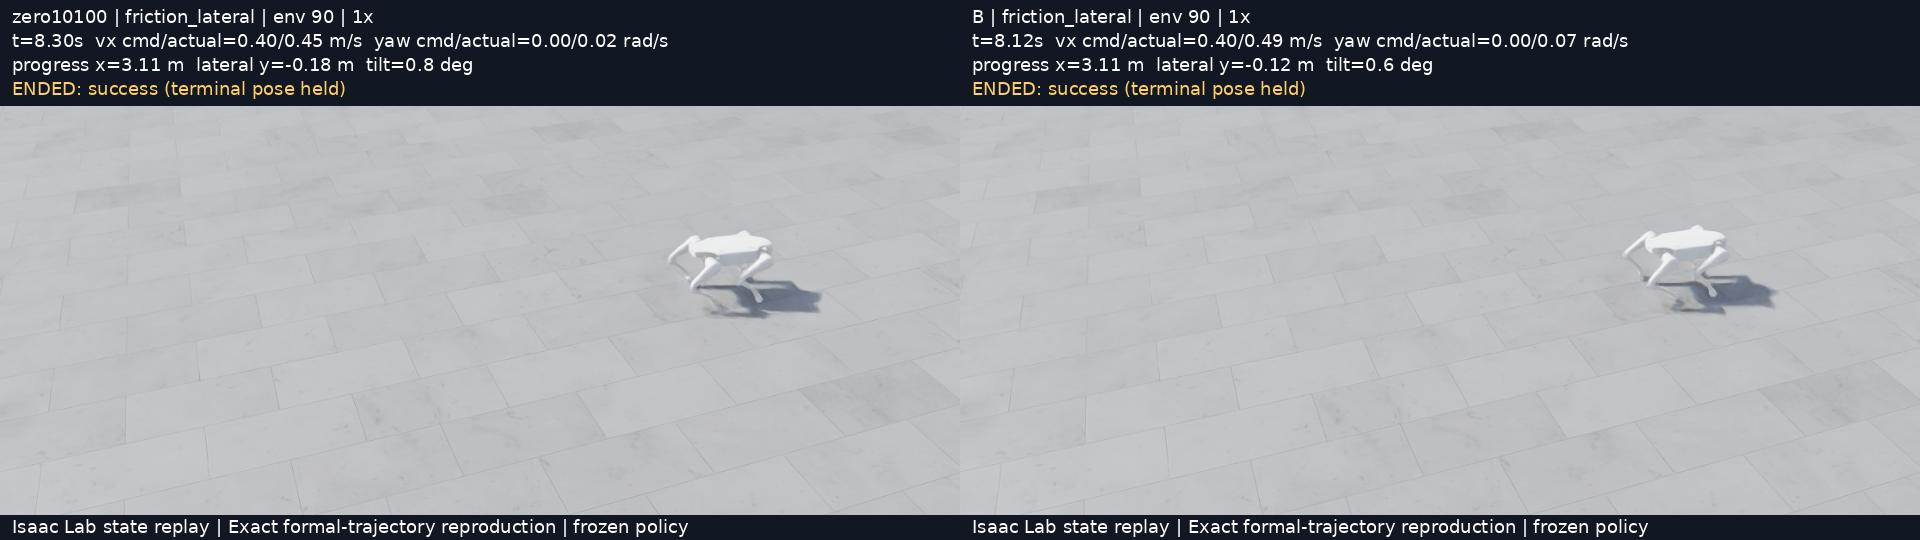 zero10100 | friction_lateral | env 90 | 1x
t=8.30s  vx cmd/actual=0.40/0.45 m/s  yaw cmd/actual=0.00/0.02 rad/s
progress x=3.11 m  lateral y=-0.18 m  tilt=0.8 deg
ENDED: success (terminal pose held)
Isaac Lab state replay | Exact formal-trajectory reproduction | frozen policy
B | friction_lateral | env 90 | 1x
t=8.12s  vx cmd/actual=0.40/0.49 m/s  yaw cmd/actual=0.00/0.07 rad/s
progress x=3.11 m  lateral y=-0.12 m  tilt=0.6 deg
ENDED: success (terminal pose held)
Isaac Lab state replay | Exact formal-trajectory reproduction | frozen policy